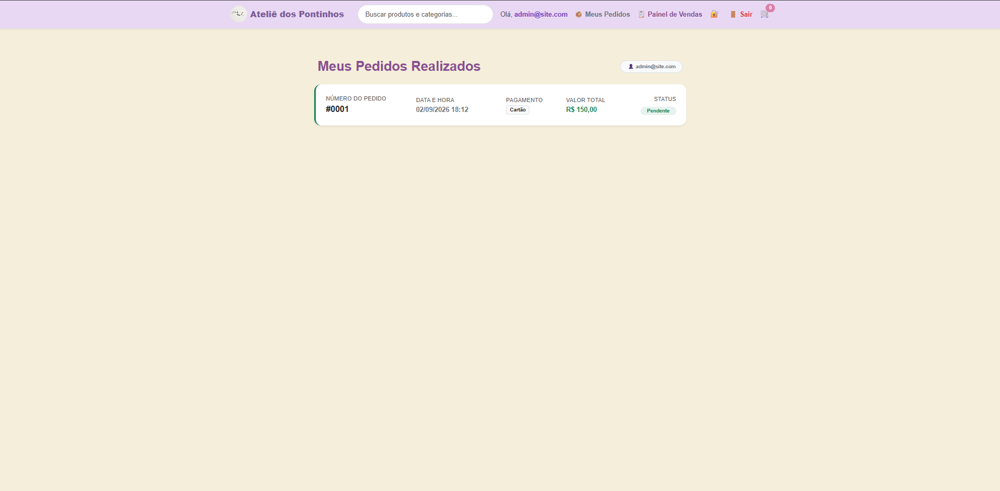 Ateliê dos Pontinhos
Buscar produtos e categorias...
Olá, admin@site.com
Meus Pedidos
Painel de Vendas
Sair
0
Meus Pedidos Realizados
admin@site.com
NÚMERO DO PEDIDO
#0001
DATA E HORA
02/09/2026 18:12
PAGAMENTO
Cartão
VALOR TOTAL
R$ 150,00
STATUS
Pendente